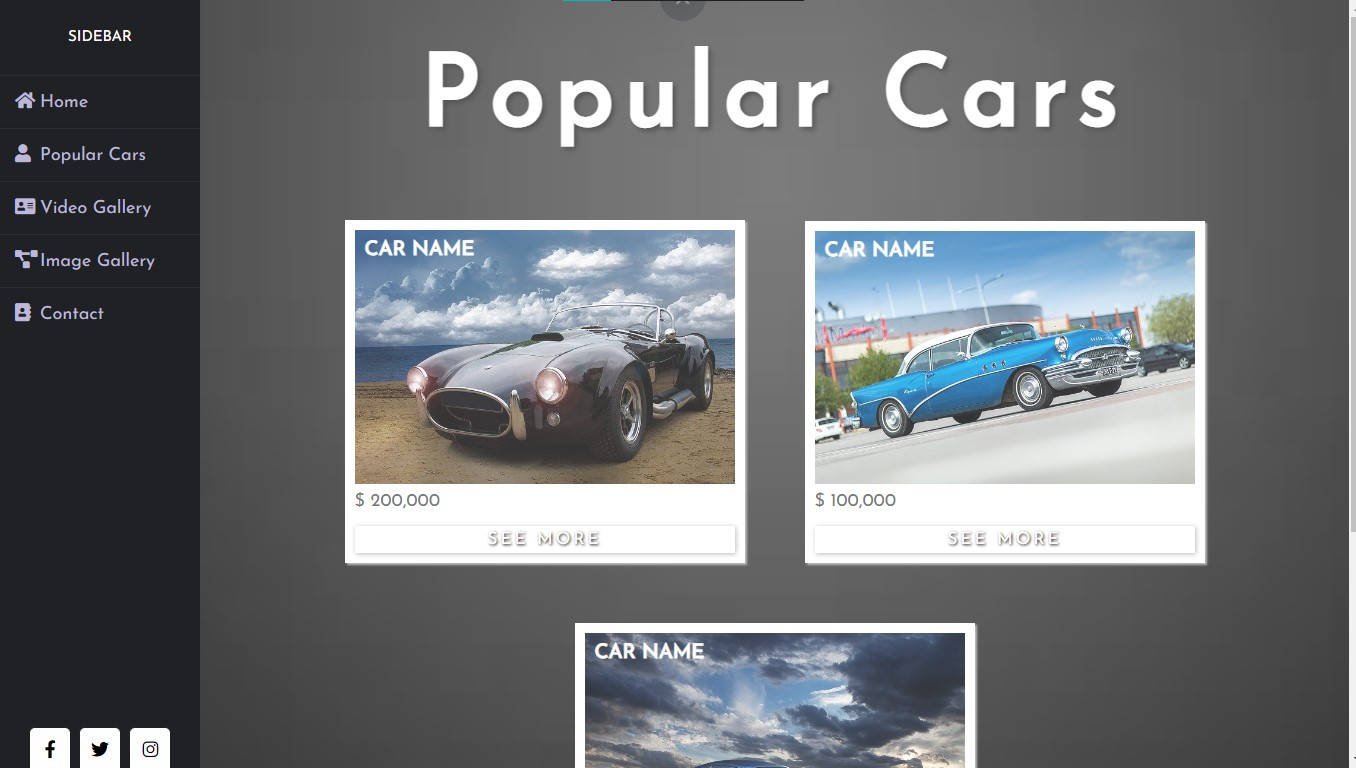 SIDEBAR
Home
Popular Cars
Video Gallery
Image Gallery
Contact
Popular Cars
CAR NAME
$ 200,000
SEE MORE
CAR NAME
$ 100,000
SEE MORE
CAR NAME